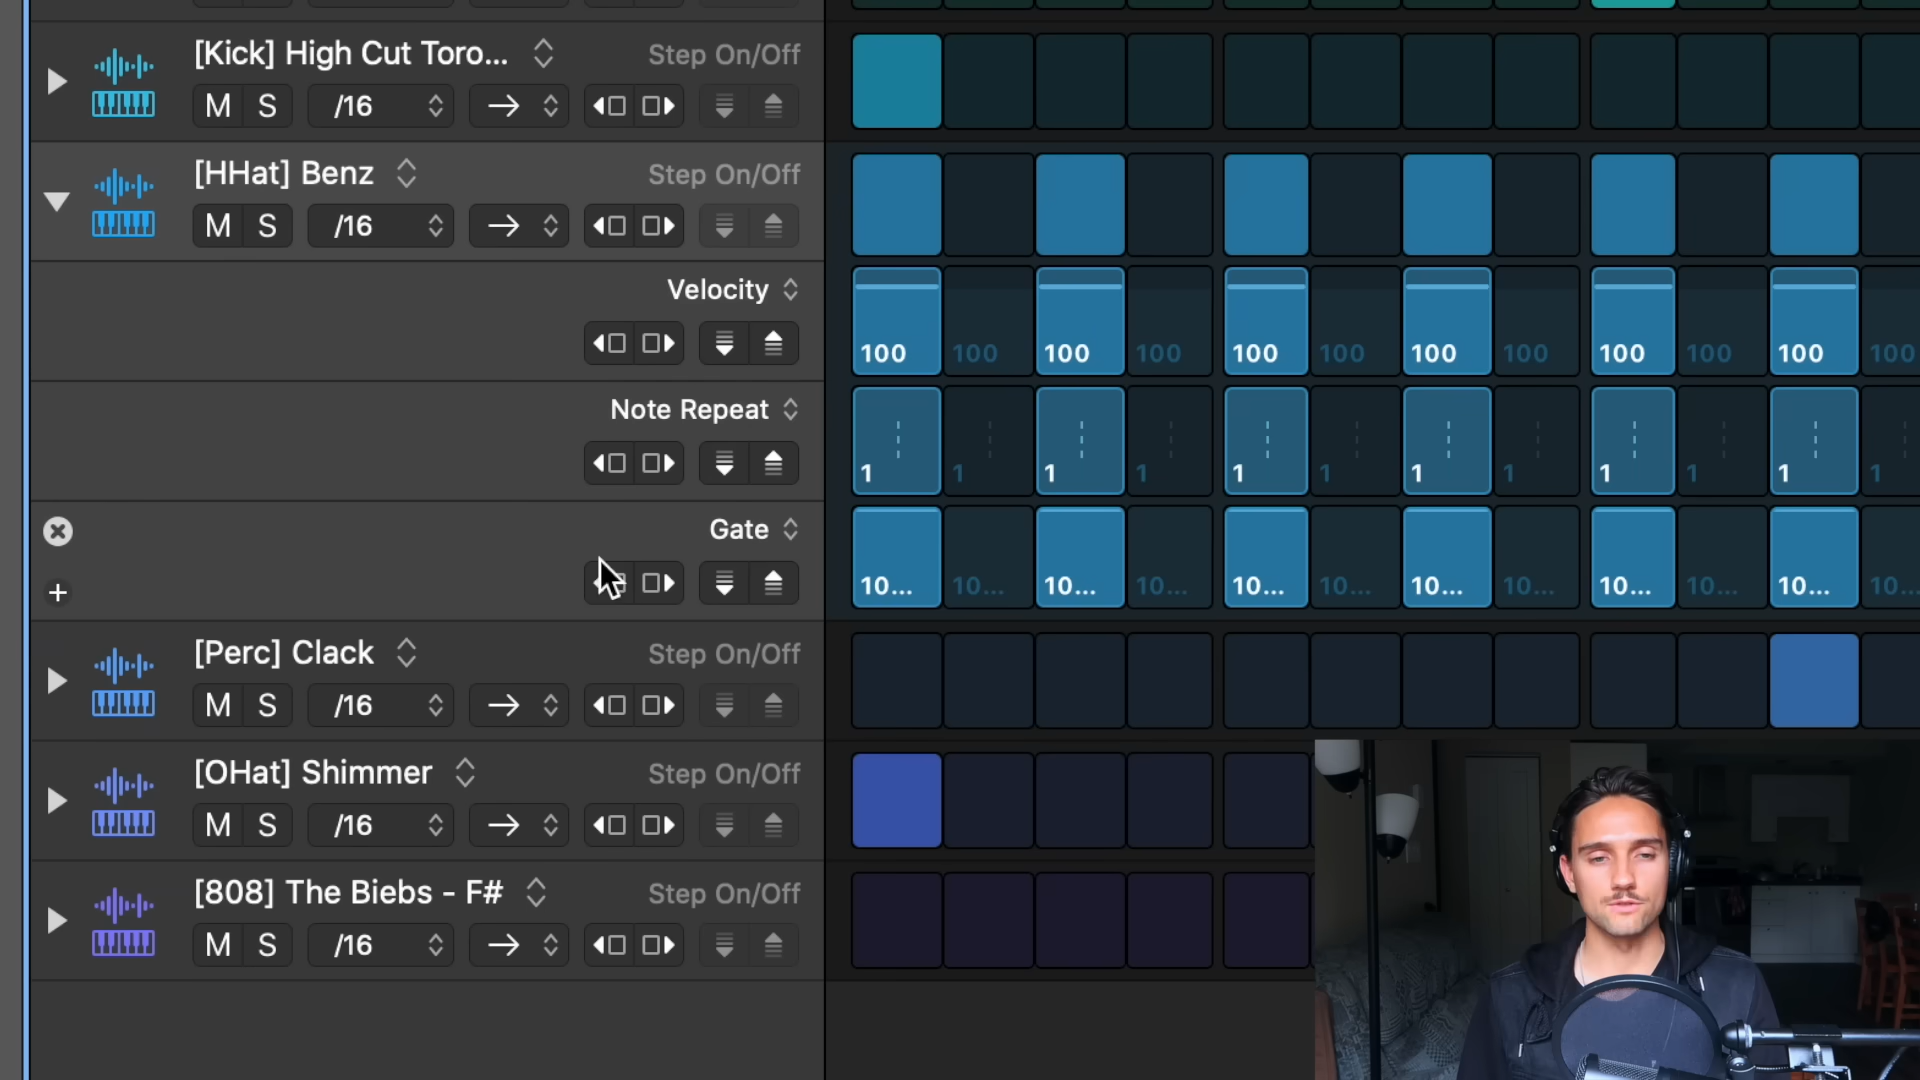 [Kick] High Cut Toro... Step On/Off
M S /16
[HHat] Benz Step On/Off
M S /16
Velocity
100 100 100 100 100 100 100 100 100 100 100 100
Note Repeat
1 1 1 1 1 1 1 1 1 1 1 1
Gate
10... 10... 10... 10... 10... 10... 10... 10... 10... 10... 10... 10...
[Perc] Clack Step On/Off
M S /16
[OHat] Shimmer Step On/Off
M S /16
[808] The Biebs - F# Step On/Off
M S /16